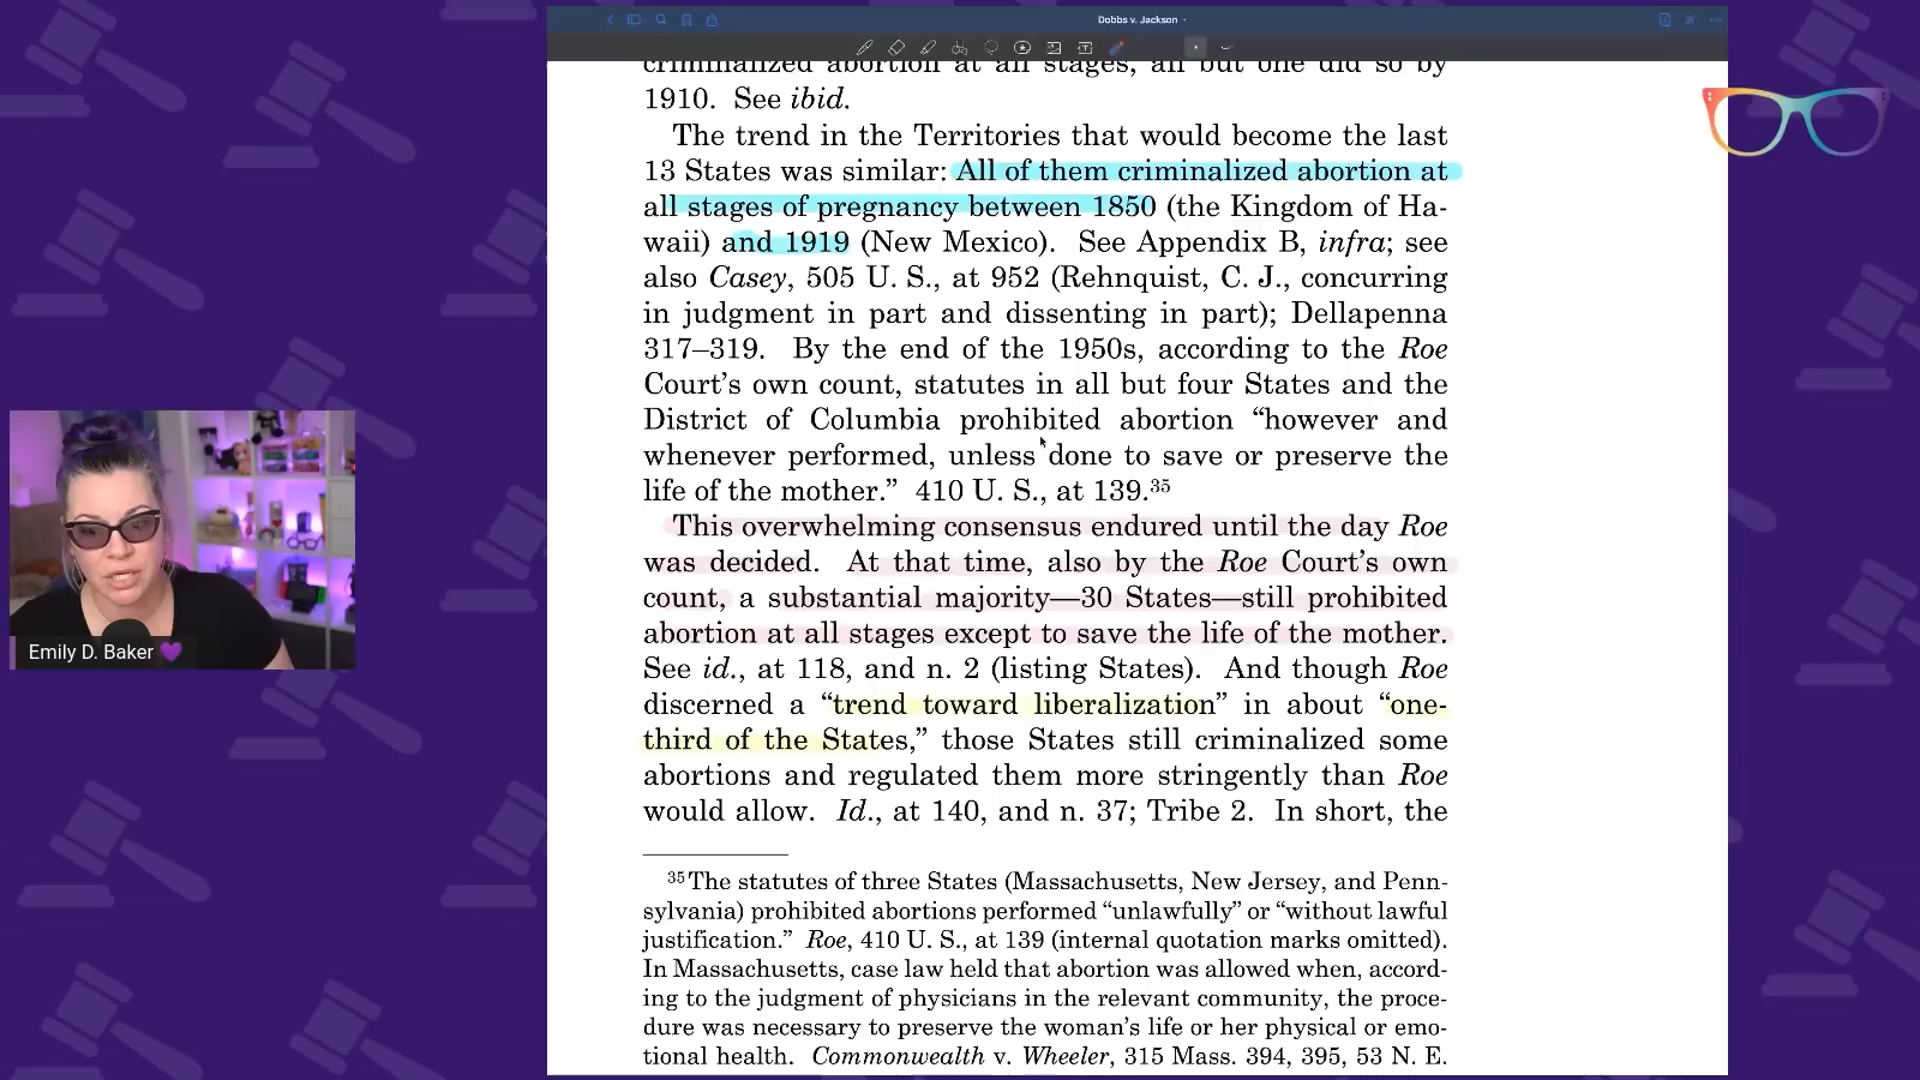 Dobbs v. Jackson
criminalized abortion at all stages, all but one did so by
1910. See ibid.
The trend in the Territories that would become the last
13 States was similar: All of them criminalized abortion at
all stages of pregnancy between 1850 (the Kingdom of Ha-
waii) and 1919 (New Mexico). See Appendix B, infra; see
also Casey, 505 U. S., at 952 (Rehnquist, C. J., concurring
in judgment in part and dissenting in part); Dellapenna
317–319. By the end of the 1950s, according to the Roe
Court’s own count, statutes in all but four States and the
District of Columbia prohibited abortion “however and
whenever performed, unless done to save or preserve the
life of the mother.” 410 U. S., at 139.35
This overwhelming consensus endured until the day Roe
was decided. At that time, also by the Roe Court’s own
count, a substantial majority—30 States—still prohibited
abortion at all stages except to save the life of the mother.
See id., at 118, and n. 2 (listing States). And though Roe
discerned a “trend toward liberalization” in about “one-
third of the States,” those States still criminalized some
abortions and regulated them more stringently than Roe
would allow. Id., at 140, and n. 37; Tribe 2. In short, the
35 The statutes of three States (Massachusetts, New Jersey, and Penn-
sylvania) prohibited abortions performed “unlawfully” or “without lawful
justification.” Roe, 410 U. S., at 139 (internal quotation marks omitted).
In Massachusetts, case law held that abortion was allowed when, accord-
ing to the judgment of physicians in the relevant community, the proce-
dure was necessary to preserve the woman’s life or her physical or emo-
tional health. Commonwealth v. Wheeler, 315 Mass. 394, 395, 53 N. E.
Emily D. Baker 💜